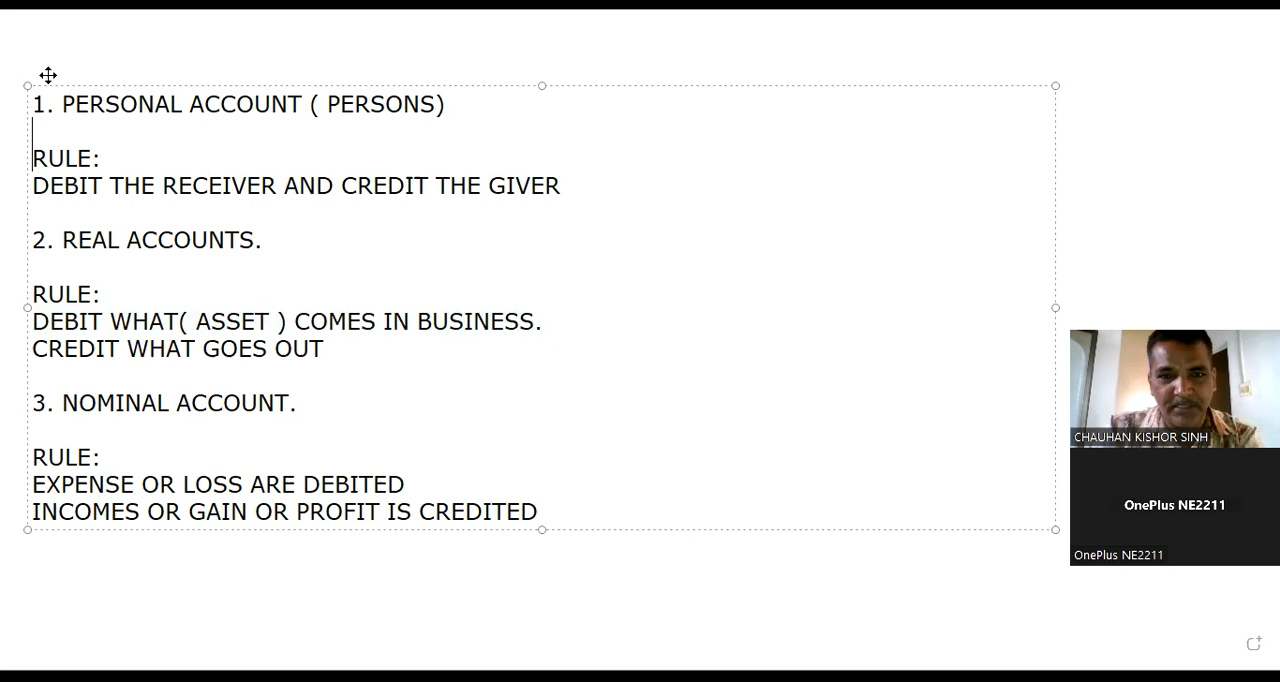 1. PERSONAL ACCOUNT ( PERSONS)
RULE:
DEBIT THE RECEIVER AND CREDIT THE GIVER
2. REAL ACCOUNTS.
RULE:
DEBIT WHAT( ASSET ) COMES IN BUSINESS.
CREDIT WHAT GOES OUT
3. NOMINAL ACCOUNT.
RULE:
EXPENSE OR LOSS ARE DEBITED
INCOMES OR GAIN OR PROFIT IS CREDITED
CHAUHAN KISHOR SINH
OnePlus NE2211
OnePlus NE2211